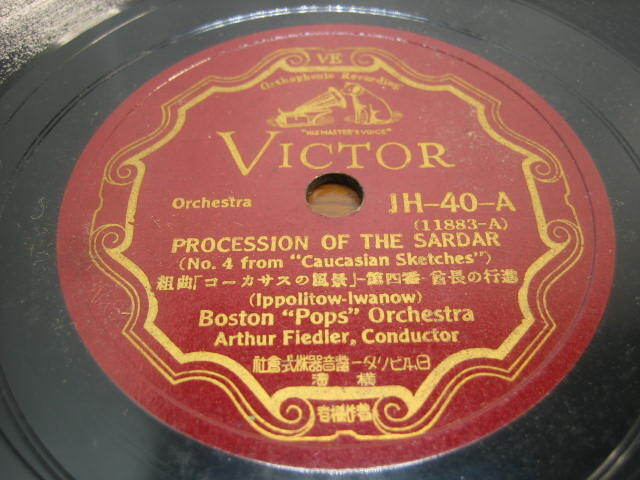 VE
Orthophonic Recording
"HIS MASTER'S VOICE"
VICTOR
Orchestra
JH-40-A
(11883-A)
PROCESSION OF THE SARDAR
(No. 4 from "Caucasian Sketches")
組曲「コーカサスの風景」-第四番 酋長の行進
(Ippolitow-Iwanow)
Boston "Pops" Orchestra
Arthur Fiedler, Conductor
社會式株器音蓄ータクビ本日
濱 橫